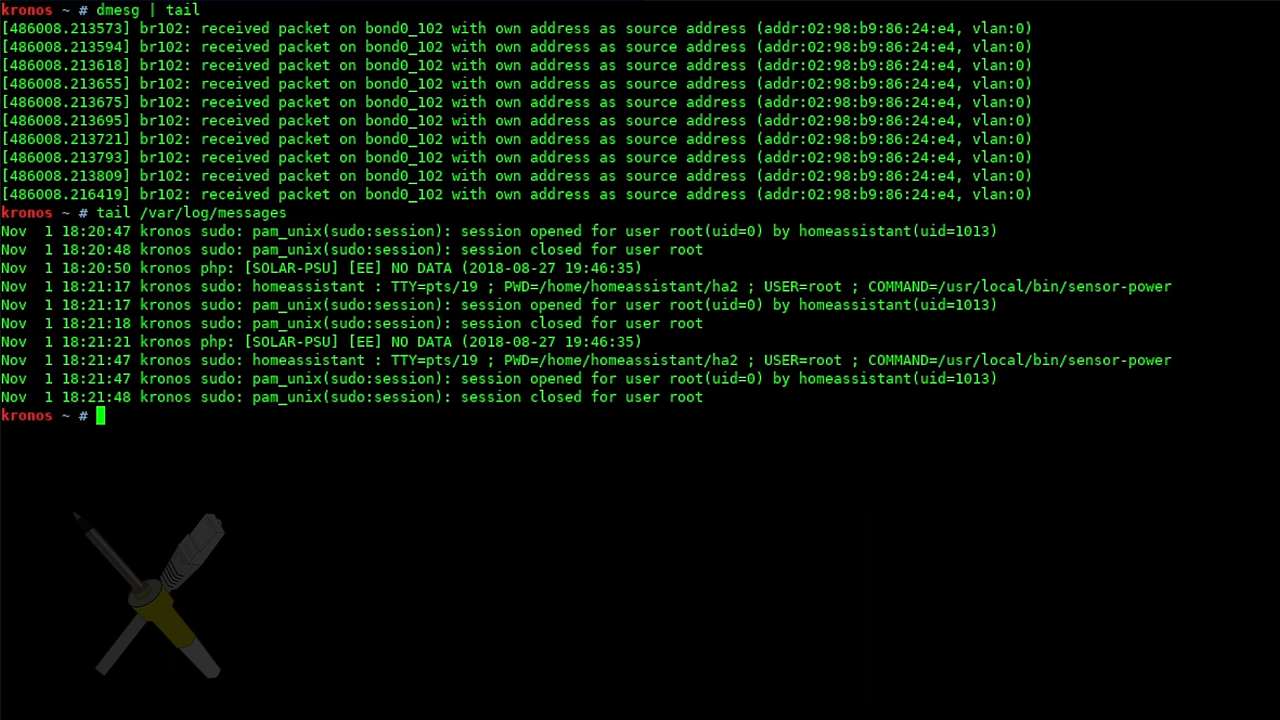 kronos ~ # dmesg | tail
[486008.213573] br102: received packet on bond0_102 with own address as source address (addr:02:98:b9:86:24:e4, vlan:0)
[486008.213594] br102: received packet on bond0_102 with own address as source address (addr:02:98:b9:86:24:e4, vlan:0)
[486008.213618] br102: received packet on bond0_102 with own address as source address (addr:02:98:b9:86:24:e4, vlan:0)
[486008.213655] br102: received packet on bond0_102 with own address as source address (addr:02:98:b9:86:24:e4, vlan:0)
[486008.213675] br102: received packet on bond0_102 with own address as source address (addr:02:98:b9:86:24:e4, vlan:0)
[486008.213695] br102: received packet on bond0_102 with own address as source address (addr:02:98:b9:86:24:e4, vlan:0)
[486008.213721] br102: received packet on bond0_102 with own address as source address (addr:02:98:b9:86:24:e4, vlan:0)
[486008.213793] br102: received packet on bond0_102 with own address as source address (addr:02:98:b9:86:24:e4, vlan:0)
[486008.213809] br102: received packet on bond0_102 with own address as source address (addr:02:98:b9:86:24:e4, vlan:0)
[486008.216419] br102: received packet on bond0_102 with own address as source address (addr:02:98:b9:86:24:e4, vlan:0)
kronos ~ # tail /var/log/messages
Nov  1 18:20:47 kronos sudo: pam_unix(sudo:session): session opened for user root(uid=0) by homeassistant(uid=1013)
Nov  1 18:20:48 kronos sudo: pam_unix(sudo:session): session closed for user root
Nov  1 18:20:50 kronos php: [SOLAR-PSU] [EE] NO DATA (2018-08-27 19:46:35)
Nov  1 18:21:17 kronos sudo: homeassistant : TTY=pts/19 ; PWD=/home/homeassistant/ha2 ; USER=root ; COMMAND=/usr/local/bin/sensor-power
Nov  1 18:21:17 kronos sudo: pam_unix(sudo:session): session opened for user root(uid=0) by homeassistant(uid=1013)
Nov  1 18:21:18 kronos sudo: pam_unix(sudo:session): session closed for user root
Nov  1 18:21:21 kronos php: [SOLAR-PSU] [EE] NO DATA (2018-08-27 19:46:35)
Nov  1 18:21:47 kronos sudo: homeassistant : TTY=pts/19 ; PWD=/home/homeassistant/ha2 ; USER=root ; COMMAND=/usr/local/bin/sensor-power
Nov  1 18:21:47 kronos sudo: pam_unix(sudo:session): session opened for user root(uid=0) by homeassistant(uid=1013)
Nov  1 18:21:48 kronos sudo: pam_unix(sudo:session): session closed for user root
kronos ~ #